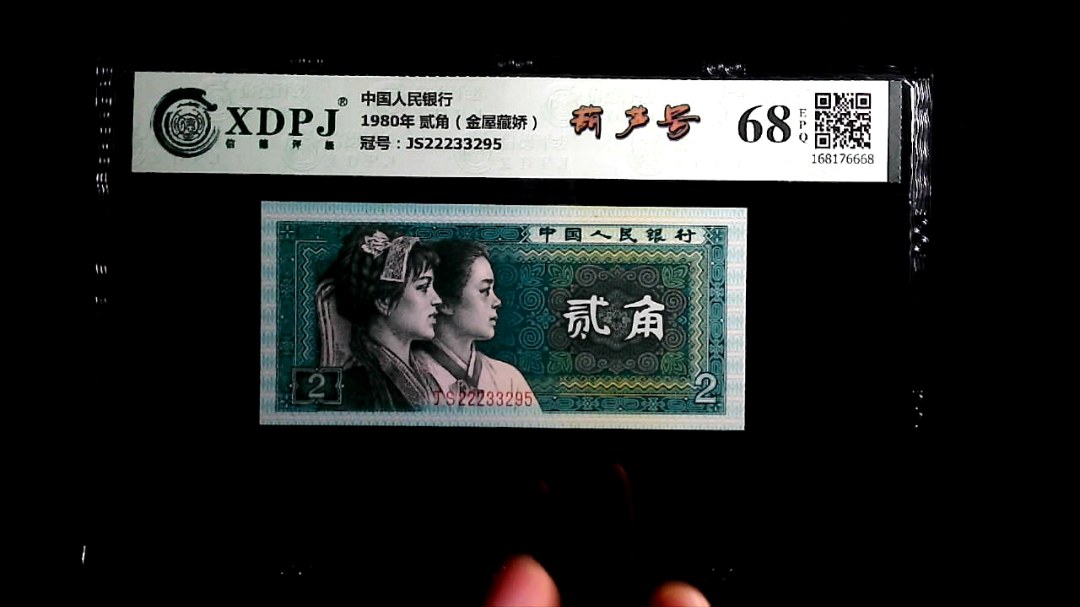 XDPJ®
信德评级
中国人民银行
1980年 贰角（金屋藏娇）
冠号：JS22233295
葫芦号
68
EPQ
168176668
中国人民银行
贰角
2
2
JS22233295